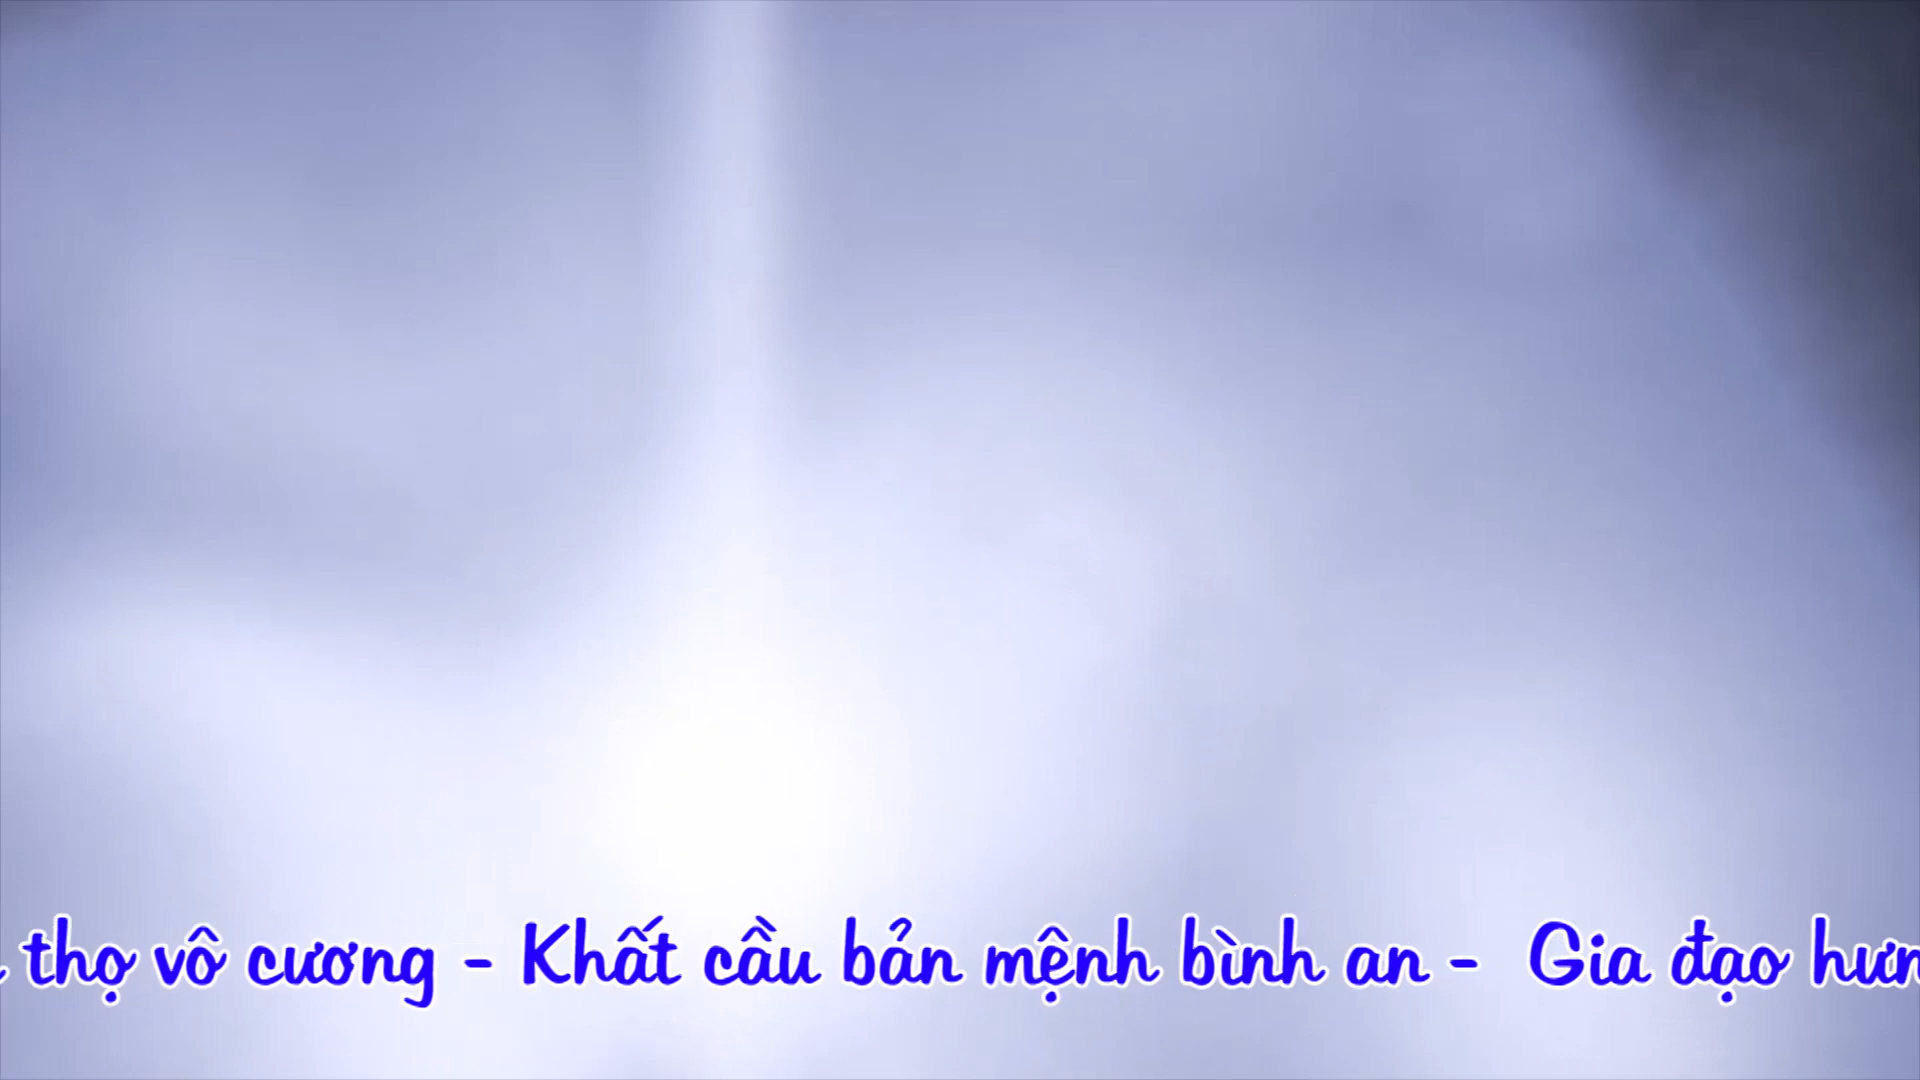 thọ vô cương - Khất cầu bản mệnh bình an - Gia đạo